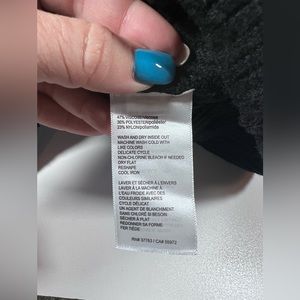 47% VISCOSE/viscosa
30% POLYESTER/poliéster
23% NYLON/poliamida
WASH AND DRY INSIDE OUT
MACHINE WASH COLD WITH
LIKE COLORS
DELICATE CYCLE
NON-CHLORINE BLEACH IF NEEDED
DRY FLAT
RESHAPE
COOL IRON
LAVER ET SÉCHER À L'ENVERS
LAVER À LA MACHINE À
L'EAU FROIDE AVEC DES
COULEURS SIMILAIRES
CYCLE DÉLICAT
UN AGENT DE BLANCHIMENT
SANS CHLORE SI BESOIN
SÉCHER À PLAT
REDONNER SA FORME
FER TIÈDE
RN# 37763 / CA# 55972